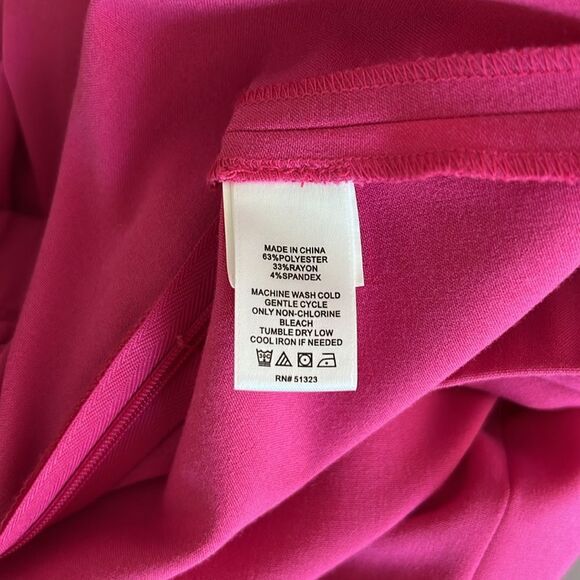 MADE IN CHINA
63%POLYESTER
33%RAYON
4%SPANDEX
MACHINE WASH COLD
GENTLE CYCLE
ONLY NON-CHLORINE
BLEACH
TUMBLE DRY LOW
COOL IRON IF NEEDED
RN# 51323